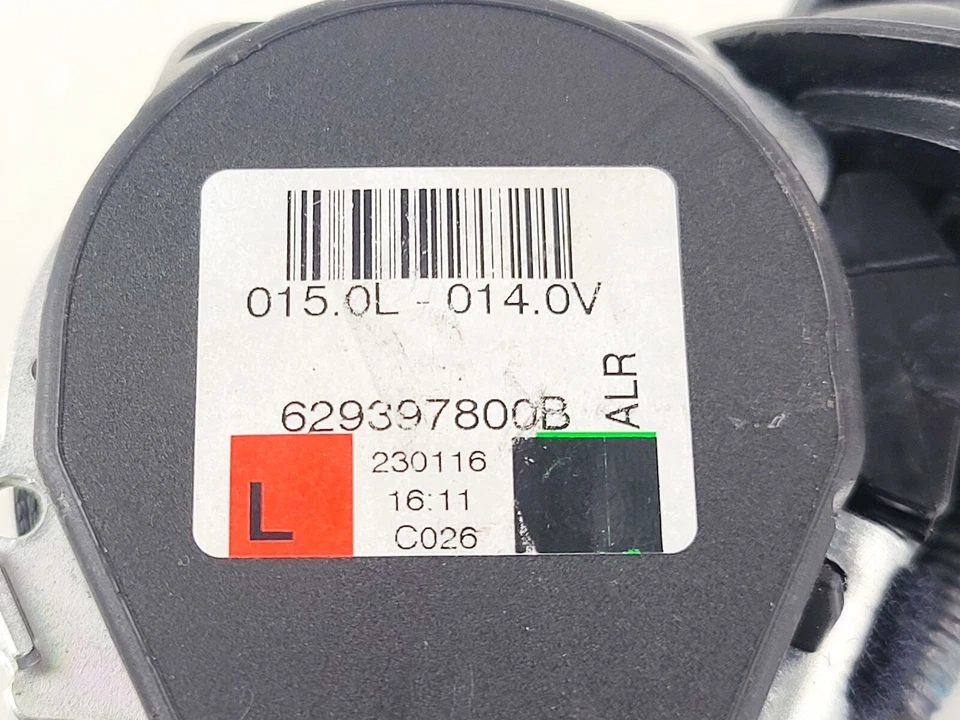 015.0L - 014.0V
ALR
629397800B
230116
L
16:11
C026